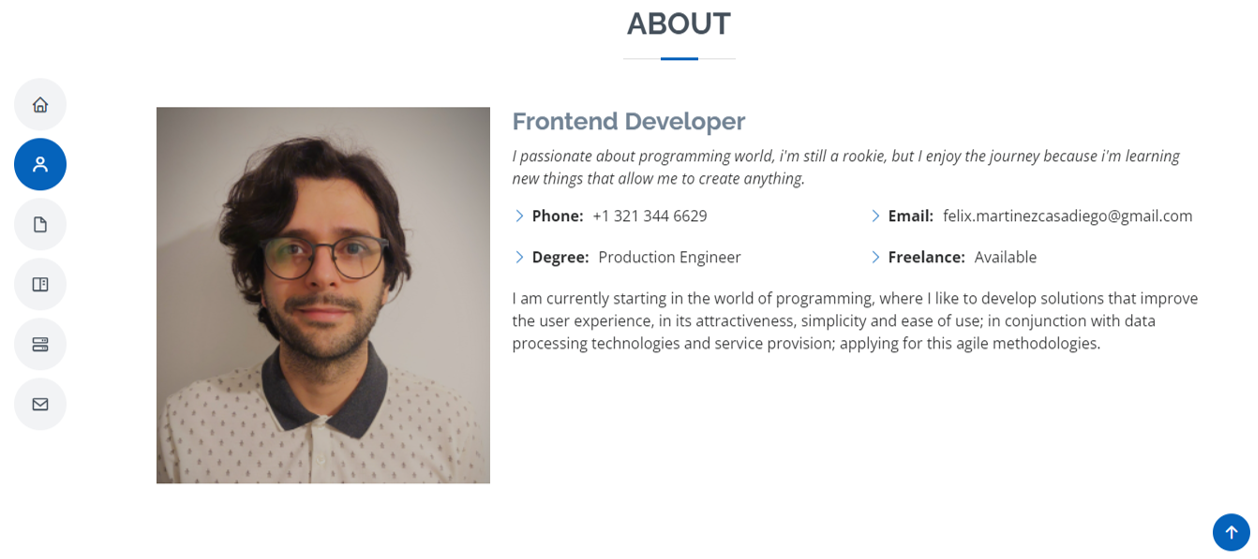 ABOUT
Frontend Developer
I passionate about programming world, i'm still a rookie, but I enjoy the journey because i'm learning
new things that allow me to create anything.
Phone: +1 321 344 6629
Email: felix.martinezcasadiego@gmail.com
Degree: Production Engineer
Freelance: Available
I am currently starting in the world of programming, where I like to develop solutions that improve
the user experience, in its attractiveness, simplicity and ease of use; in conjunction with data
processing technologies and service provision; applying for this agile methodologies.